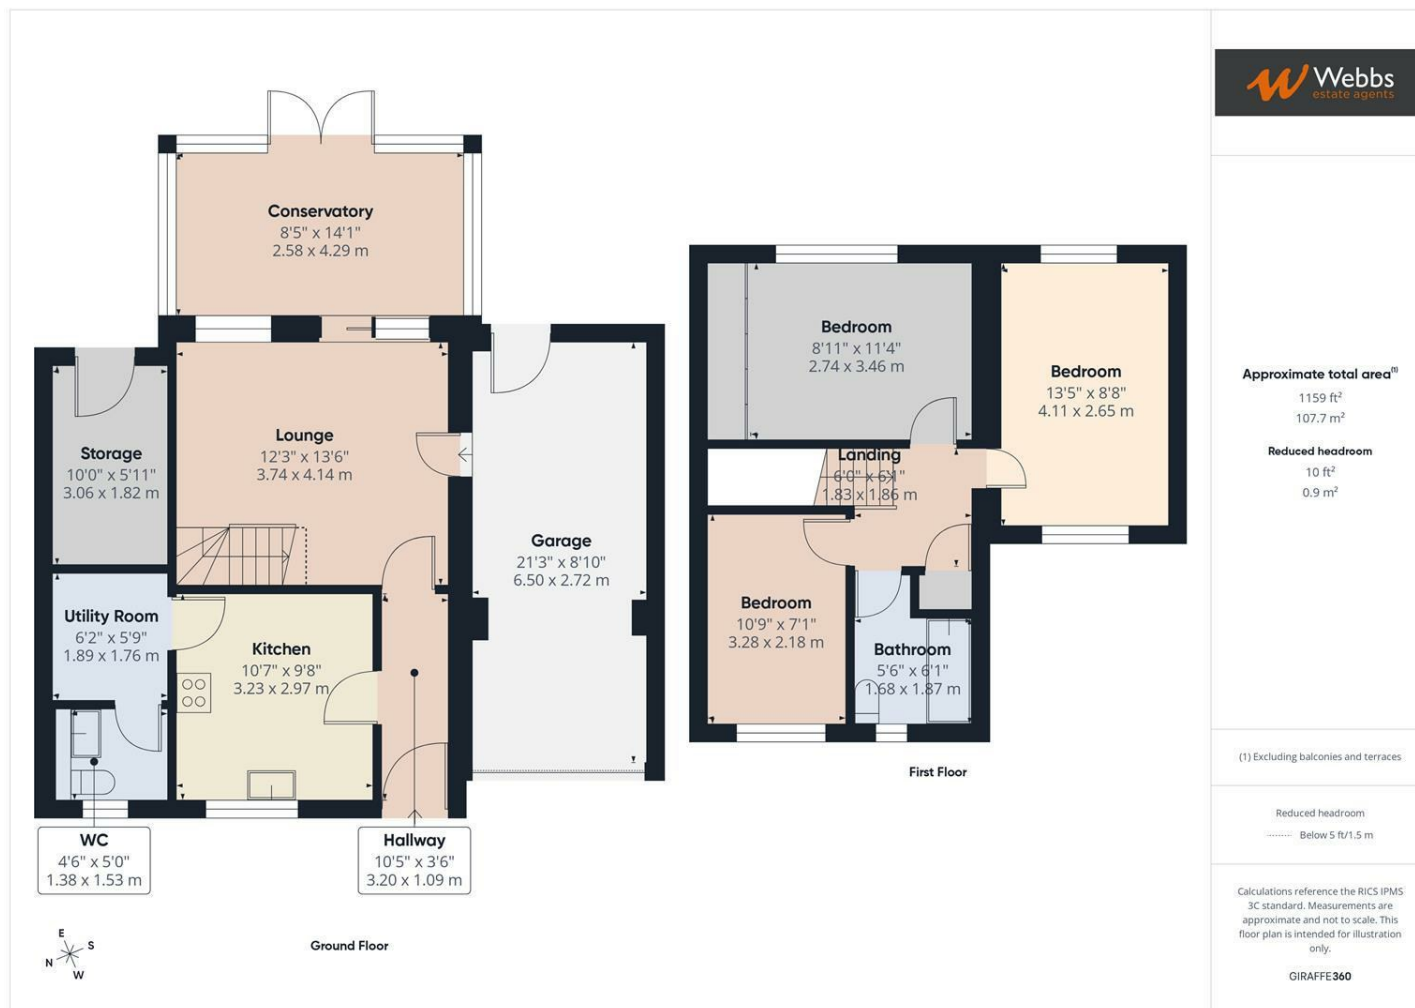 Conservatory
8'5" x 14'1"
2.58 x 4.29 m
Storage
10'0" x 5'11"
3.06 x 1.82 m
Lounge
12'3" x 13'6"
3.74 x 4.14 m
Garage
21'3" x 8'10"
6.50 x 2.72 m
Utility Room
6'2" x 5'9"
1.89 x 1.76 m
Kitchen
10'7" x 9'8"
3.23 x 2.97 m
WC
4'6" x 5'0"
1.38 x 1.53 m
Hallway
10'5" x 3'6"
3.20 x 1.09 m
E
S
N
W
Ground Floor
Bedroom
8'11" x 11'4"
2.74 x 3.46 m
Bedroom
13'5" x 8'8"
4.11 x 2.65 m
Landing
6'0" x 6'1"
1.83 x 1.86 m
Bedroom
10'9" x 7'1"
3.28 x 2.18 m
Bathroom
5'6" x 6'1"
1.68 x 1.87 m
First Floor
Webbs
estate agents
Approximate total area(1)
1159 ft²
107.7 m²
Reduced headroom
10 ft²
0.9 m²
(1) Excluding balconies and terraces
Reduced headroom
Below 5 ft/1.5 m
Calculations reference the RICS IPMS
3C standard. Measurements are
approximate and not to scale. This
floor plan is intended for illustration
only.
GIRAFFE360